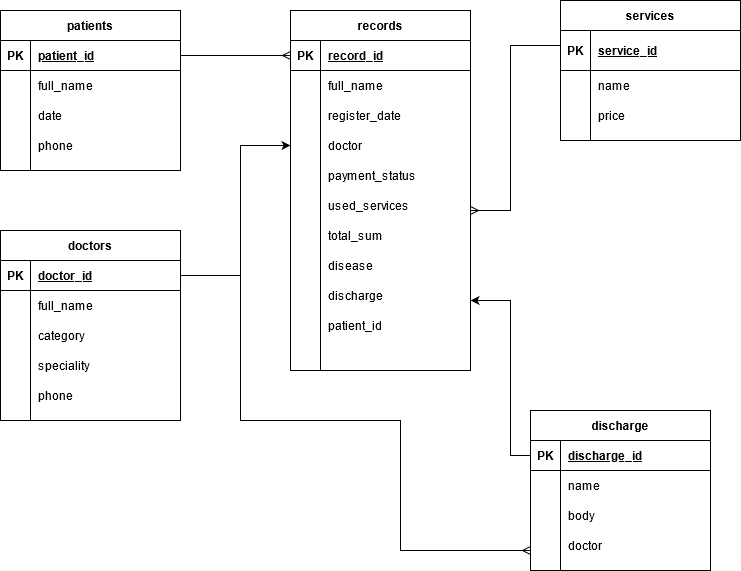 patients
PK patient_id
full_name
date
phone
records
PK record_id
full_name
register_date
doctor
payment_status
used_services
total_sum
disease
discharge
patient_id
services
PK service_id
name
price
doctors
PK doctor_id
full_name
category
speciality
phone
discharge
PK discharge_id
name
body
doctor